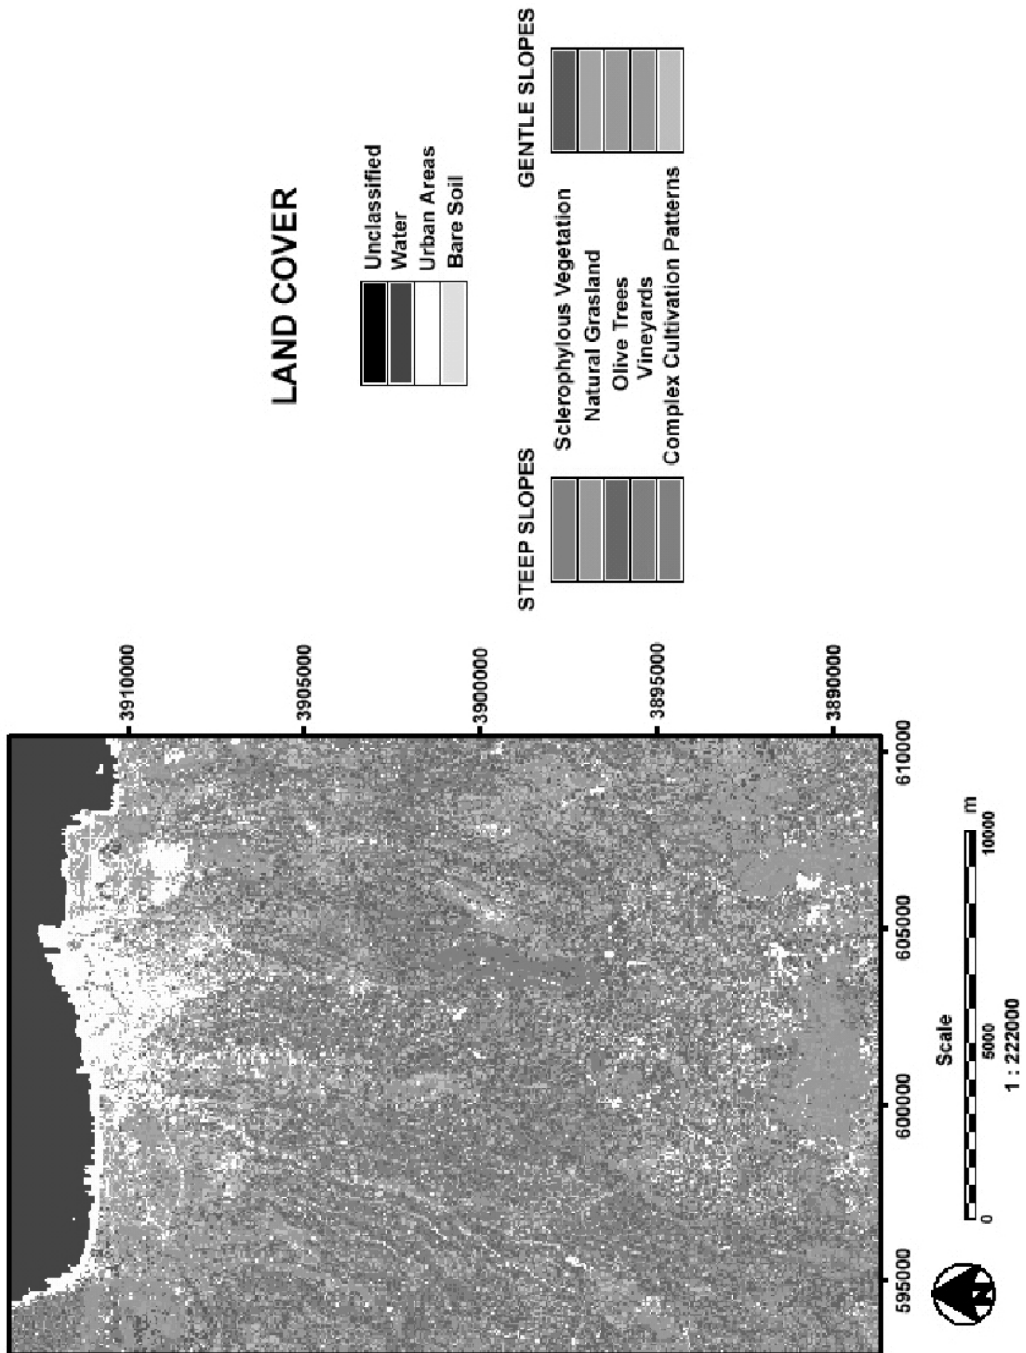 LAND COVER
Unclassified
Water
Urban Areas
Bare Soil
STEEP SLOPES
GENTLE SLOPES
Sclerophylous Vegetation
Natural Grasland
Olive Trees
Vineyards
Complex Cultivation Patterns
3910000
3905000
3900000
3895000
3890000
595000
600000
605000
610000
N
Scale
0
5000
10000
m
1 : 222000